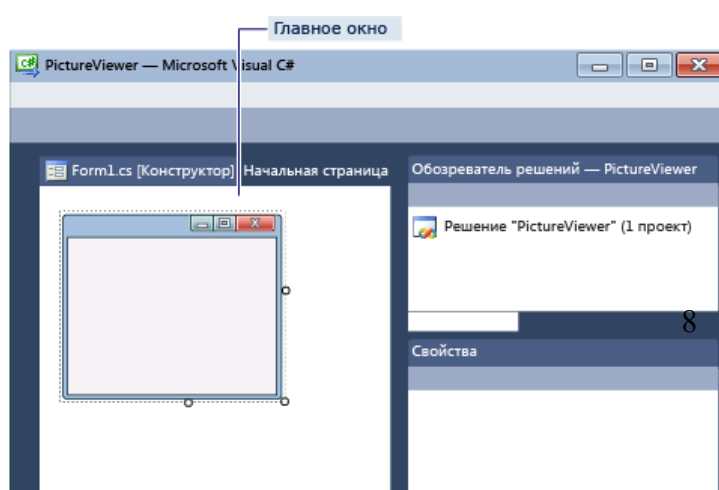 Главное окно
PictureViewer — Microsoft Visual C#
Form1.cs [Конструктор] Начальная страница
Обозреватель решений — PictureViewer
Решение "PictureViewer" (1 проект)
8
Свойства